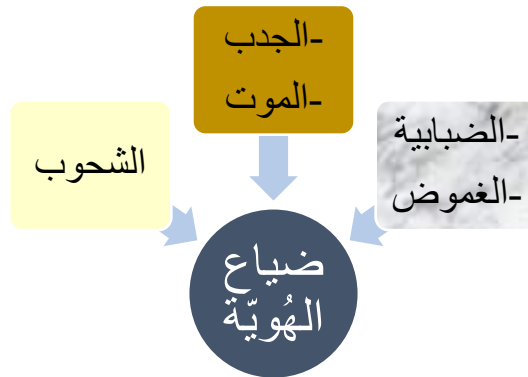 -الجدب
-الموت
-الضبابية
-الغموض
الشحوب
ضياع
الهُويّة